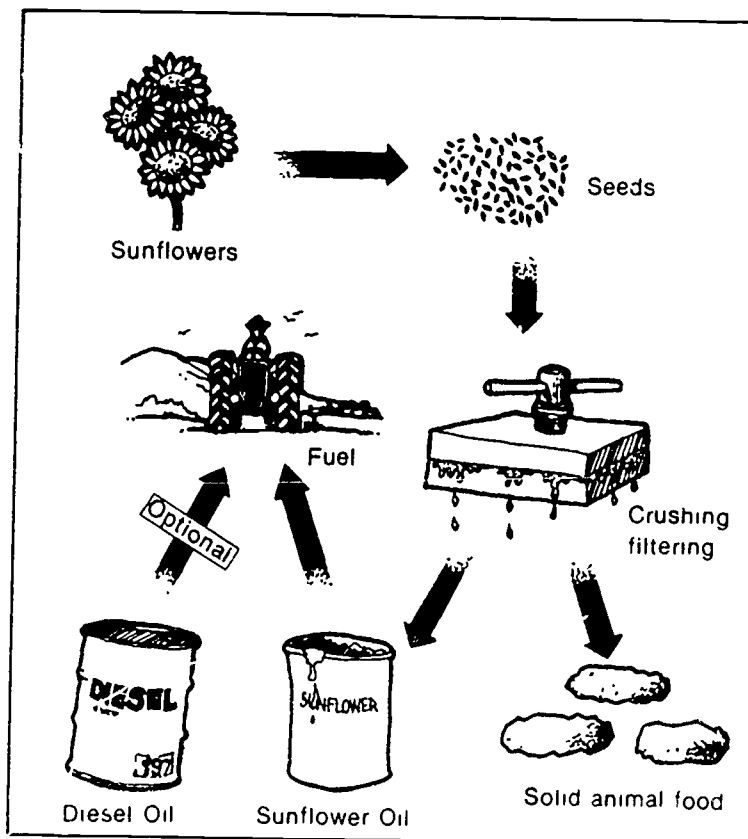 Sunflowers
Seeds
Fuel
Optional
Crushing
filtering
DIESEL
SUNFLOWER
Diesel Oil
Sunflower Oil
Solid animal food